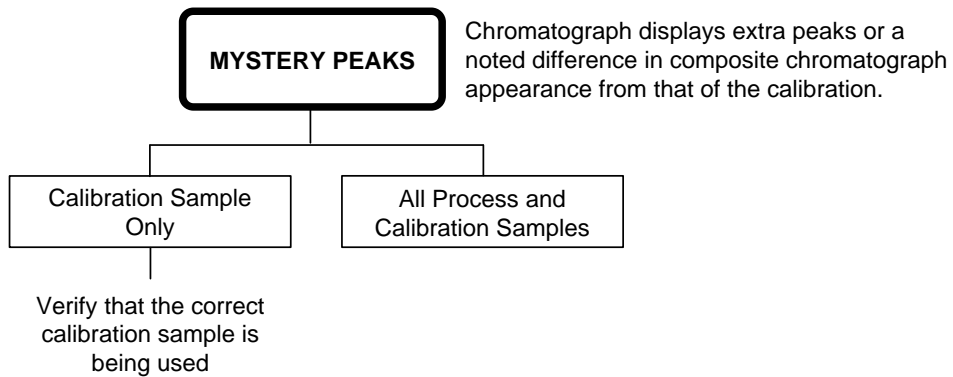 MYSTERY PEAKS
Chromatograph displays extra peaks or a
noted difference in composite chromatograph
appearance from that of the calibration.
Calibration Sample
Only
All Process and
Calibration Samples
Verify that the correct
calibration sample is
being used